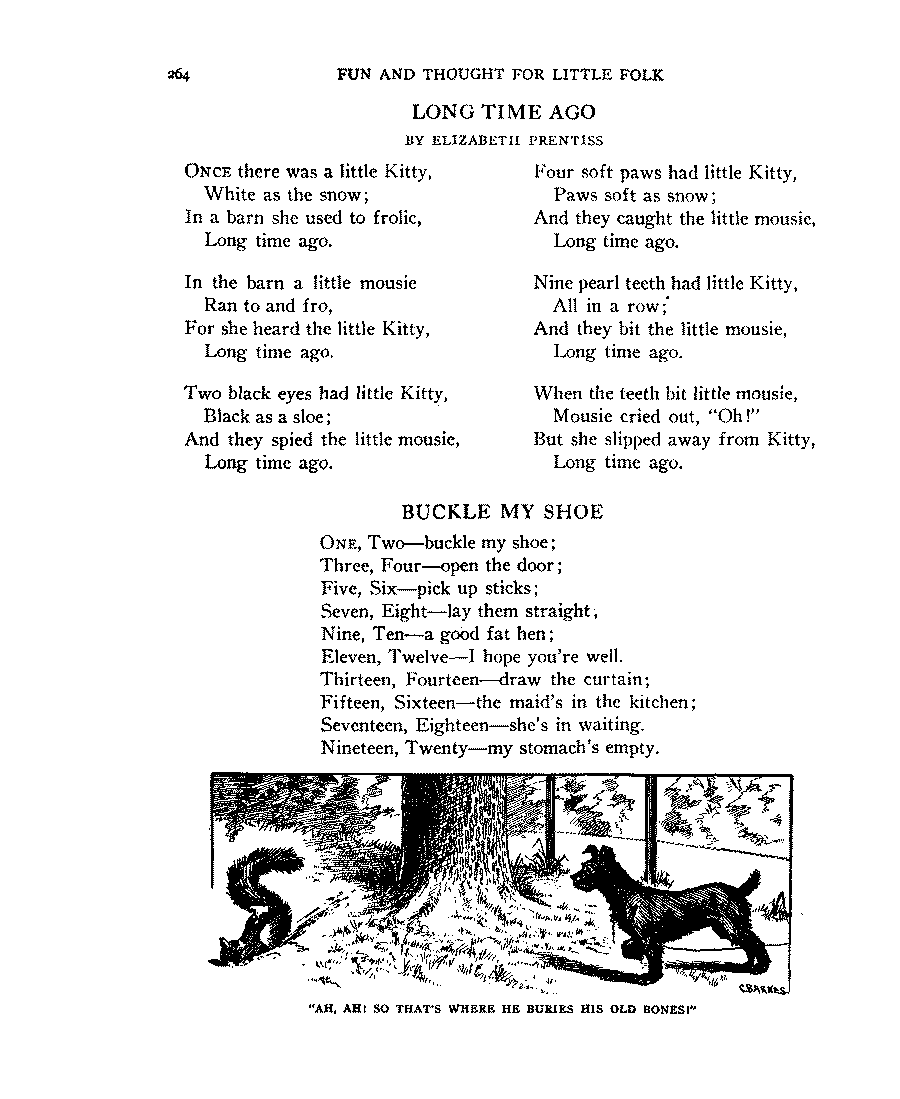 264
FUN AND THOUGHT FOR LITTLE FOLK
LONG TIME AGO
BY ELIZABETH PRENTISS
ONCE there was a little Kitty,
White as the snow;
In a barn she used to frolic,
Long time ago.
In the barn a little mousie
Ran to and fro,
For she heard the little Kitty,
Long time ago.
Two black eyes had little Kitty,
Black as a sloe;
And they spied the little mousie,
Long time ago.
Four soft paws had little Kitty,
Paws soft as snow;
And they caught the little mousie,
Long time ago.
Nine pearl teeth had little Kitty,
All in a row;
And they bit the little mousie,
Long time ago.
When the teeth bit little mousie,
Mousie cried out, "Oh!"
But she slipped away from Kitty,
Long time ago.
BUCKLE MY SHOE
ONE, Two—buckle my shoe;
Three, Four—open the door;
Five, Six—pick up sticks;
Seven, Eight—lay them straight;
Nine, Ten—a good fat hen;
Eleven, Twelve—I hope you're well.
Thirteen, Fourteen—draw the curtain;
Fifteen, Sixteen—the maid's in the kitchen;
Seventeen, Eighteen—she's in waiting.
Nineteen, Twenty—my stomach's empty.
C.BARNES
"AH, AH! SO THAT'S WHERE HE BURIES HIS OLD BONES!"